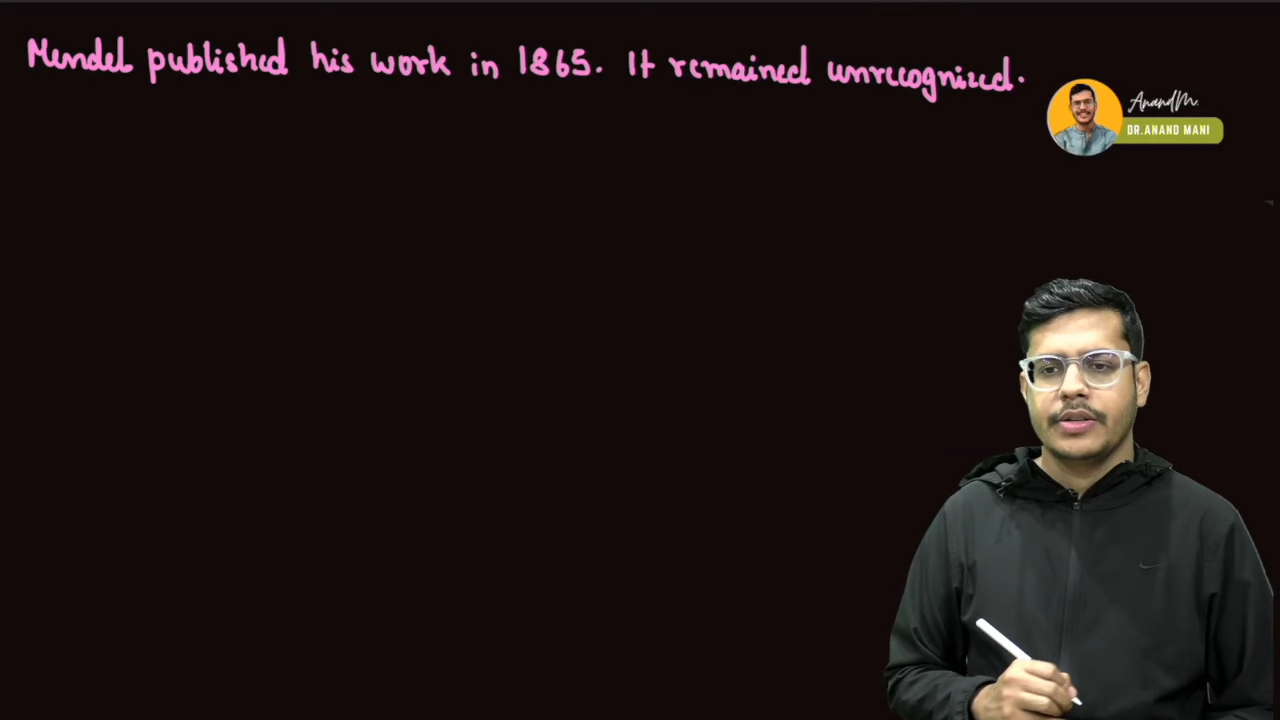 Mendel published his work in 1865. It remained unrecognized.
AnandM.
DR.ANAND MANI